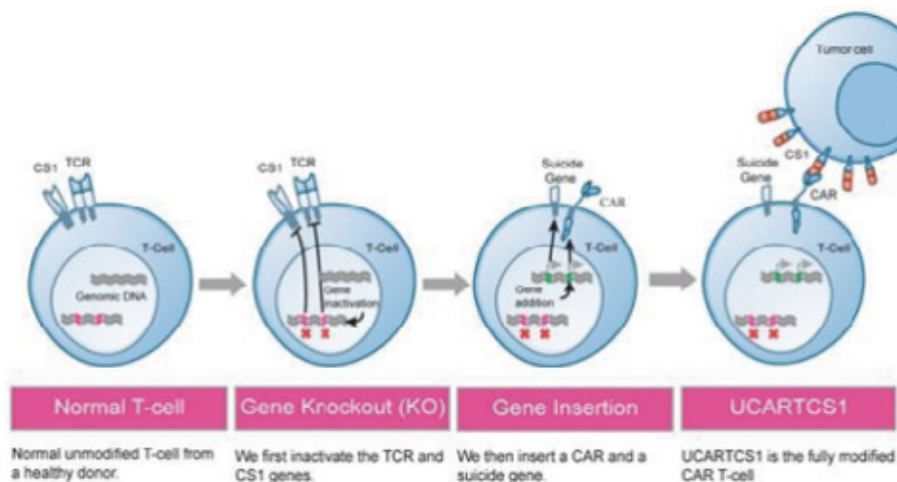 Tumor cell
CS1
TCR
T-Cell
Genomic DNA
CS1
TCR
T-Cell
Gene
inactivation
Suicide
Gene
CAR
T-Cell
Gene
addition
Suicide
Gene
CS1
CAR
T-Cell
Normal T-cell
Gene Knockout (KO)
Gene Insertion
UCARTCS1
Normal unmodified T-cell from
a healthy donor.
We first inactivate the TCR and
CS1 genes.
We then insert a CAR and a
suicide gene.
UCARTCS1 is the fully modified
CAR T-cell